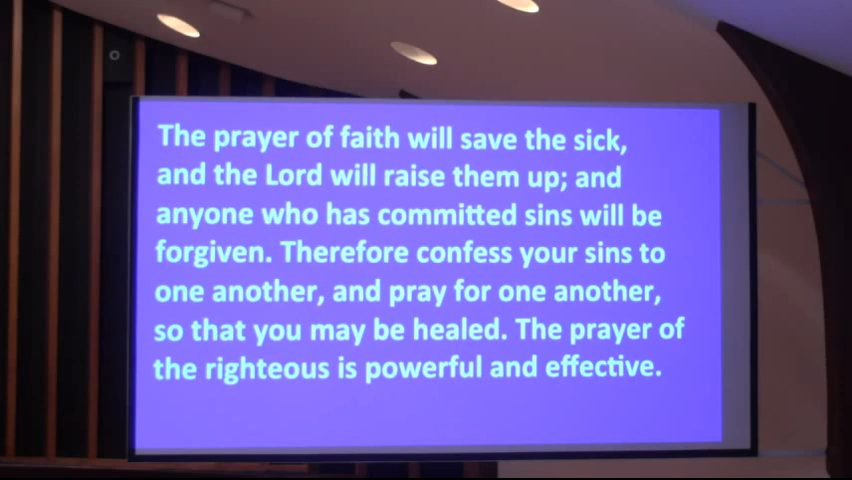 The prayer of faith will save the sick,
and the Lord will raise them up; and
anyone who has committed sins will be
forgiven. Therefore confess your sins to
one another, and pray for one another,
so that you may be healed. The prayer of
the righteous is powerful and effective.